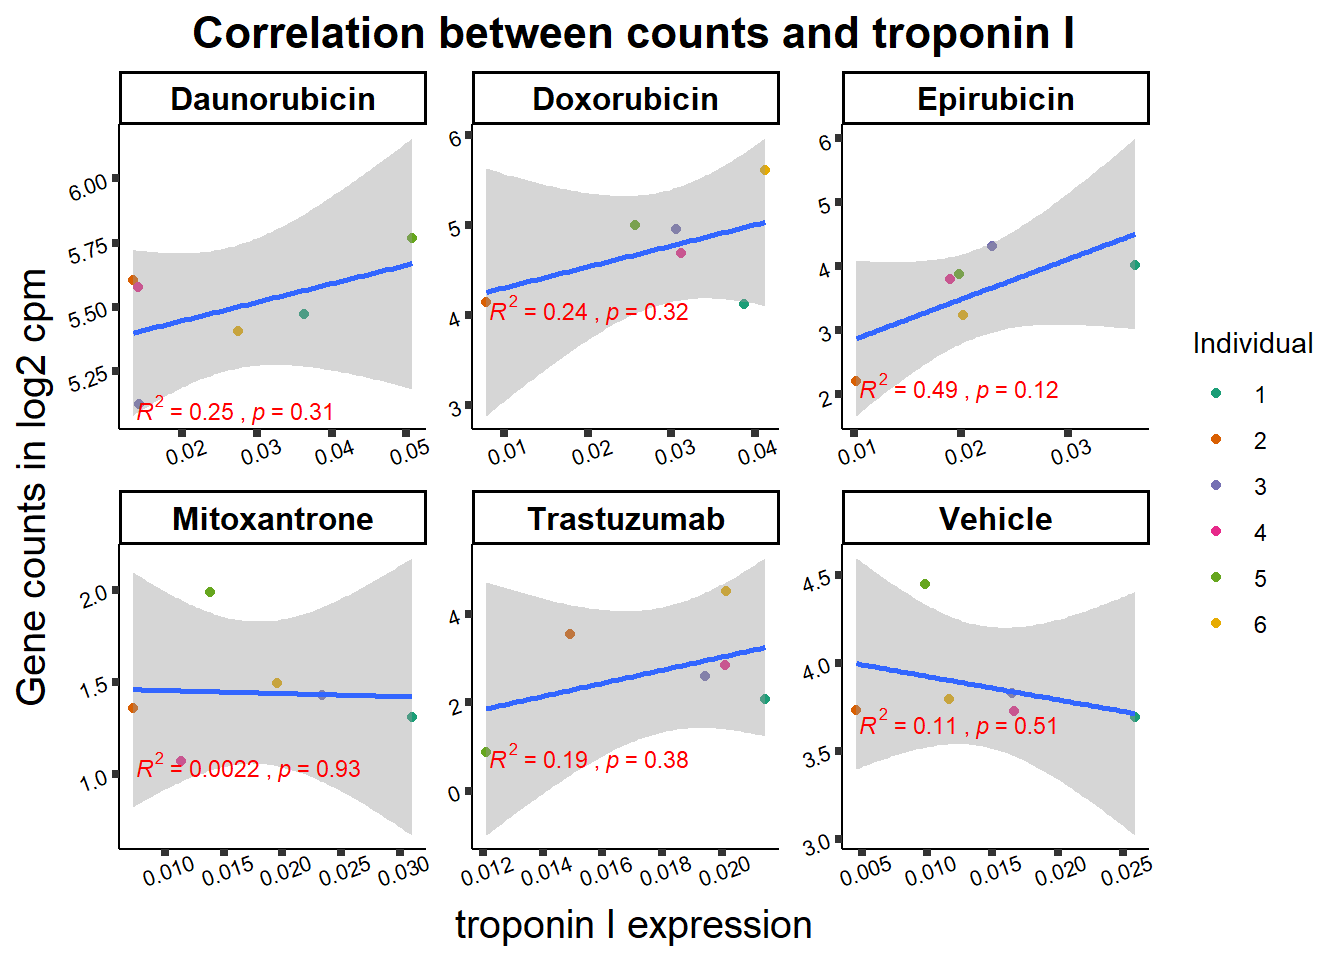 Correlation between counts and troponin I
Daunorubicin
Doxorubicin
Epirubicin
6.00
5.75
5.50
5.25
R² = 0.25 , p = 0.31
0.02 0.03 0.04 0.05
6
5
4
3
R² = 0.24 , p = 0.32
0.01 0.02 0.03 0.04
6
5
4
3
2
R² = 0.49 , p = 0.12
0.01 0.02 0.03
Mitoxantrone
Trastuzumab
Vehicle
2.0
1.5
1.0
R² = 0.0022 , p = 0.93
0.010 0.015 0.020 0.025 0.030
4
2
0
R² = 0.19 , p = 0.38
0.012 0.014 0.016 0.018 0.020
4.5
4.0
3.5
3.0
R² = 0.11 , p = 0.51
0.005 0.010 0.015 0.020 0.025
Gene counts in log2 cpm
troponin I expression
Individual
1
2
3
4
5
6